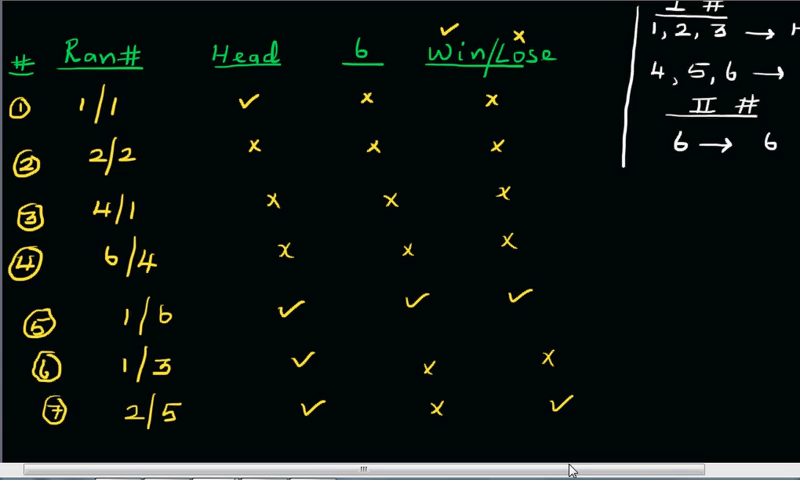 # Ran# Head 6 Win/Lose
✓ x
① 1/1 ✓ x x
② 2/2 x x x
③ 4/1 x x x
④ 6/4 x x x
⑤ 1/6 ✓ ✓ ✓
⑥ 1/3 ✓ x x
⑦ 2/5 ✓ x ✓
I #
1, 2, 3 → H
4, 5, 6 →
II #
6 → 6